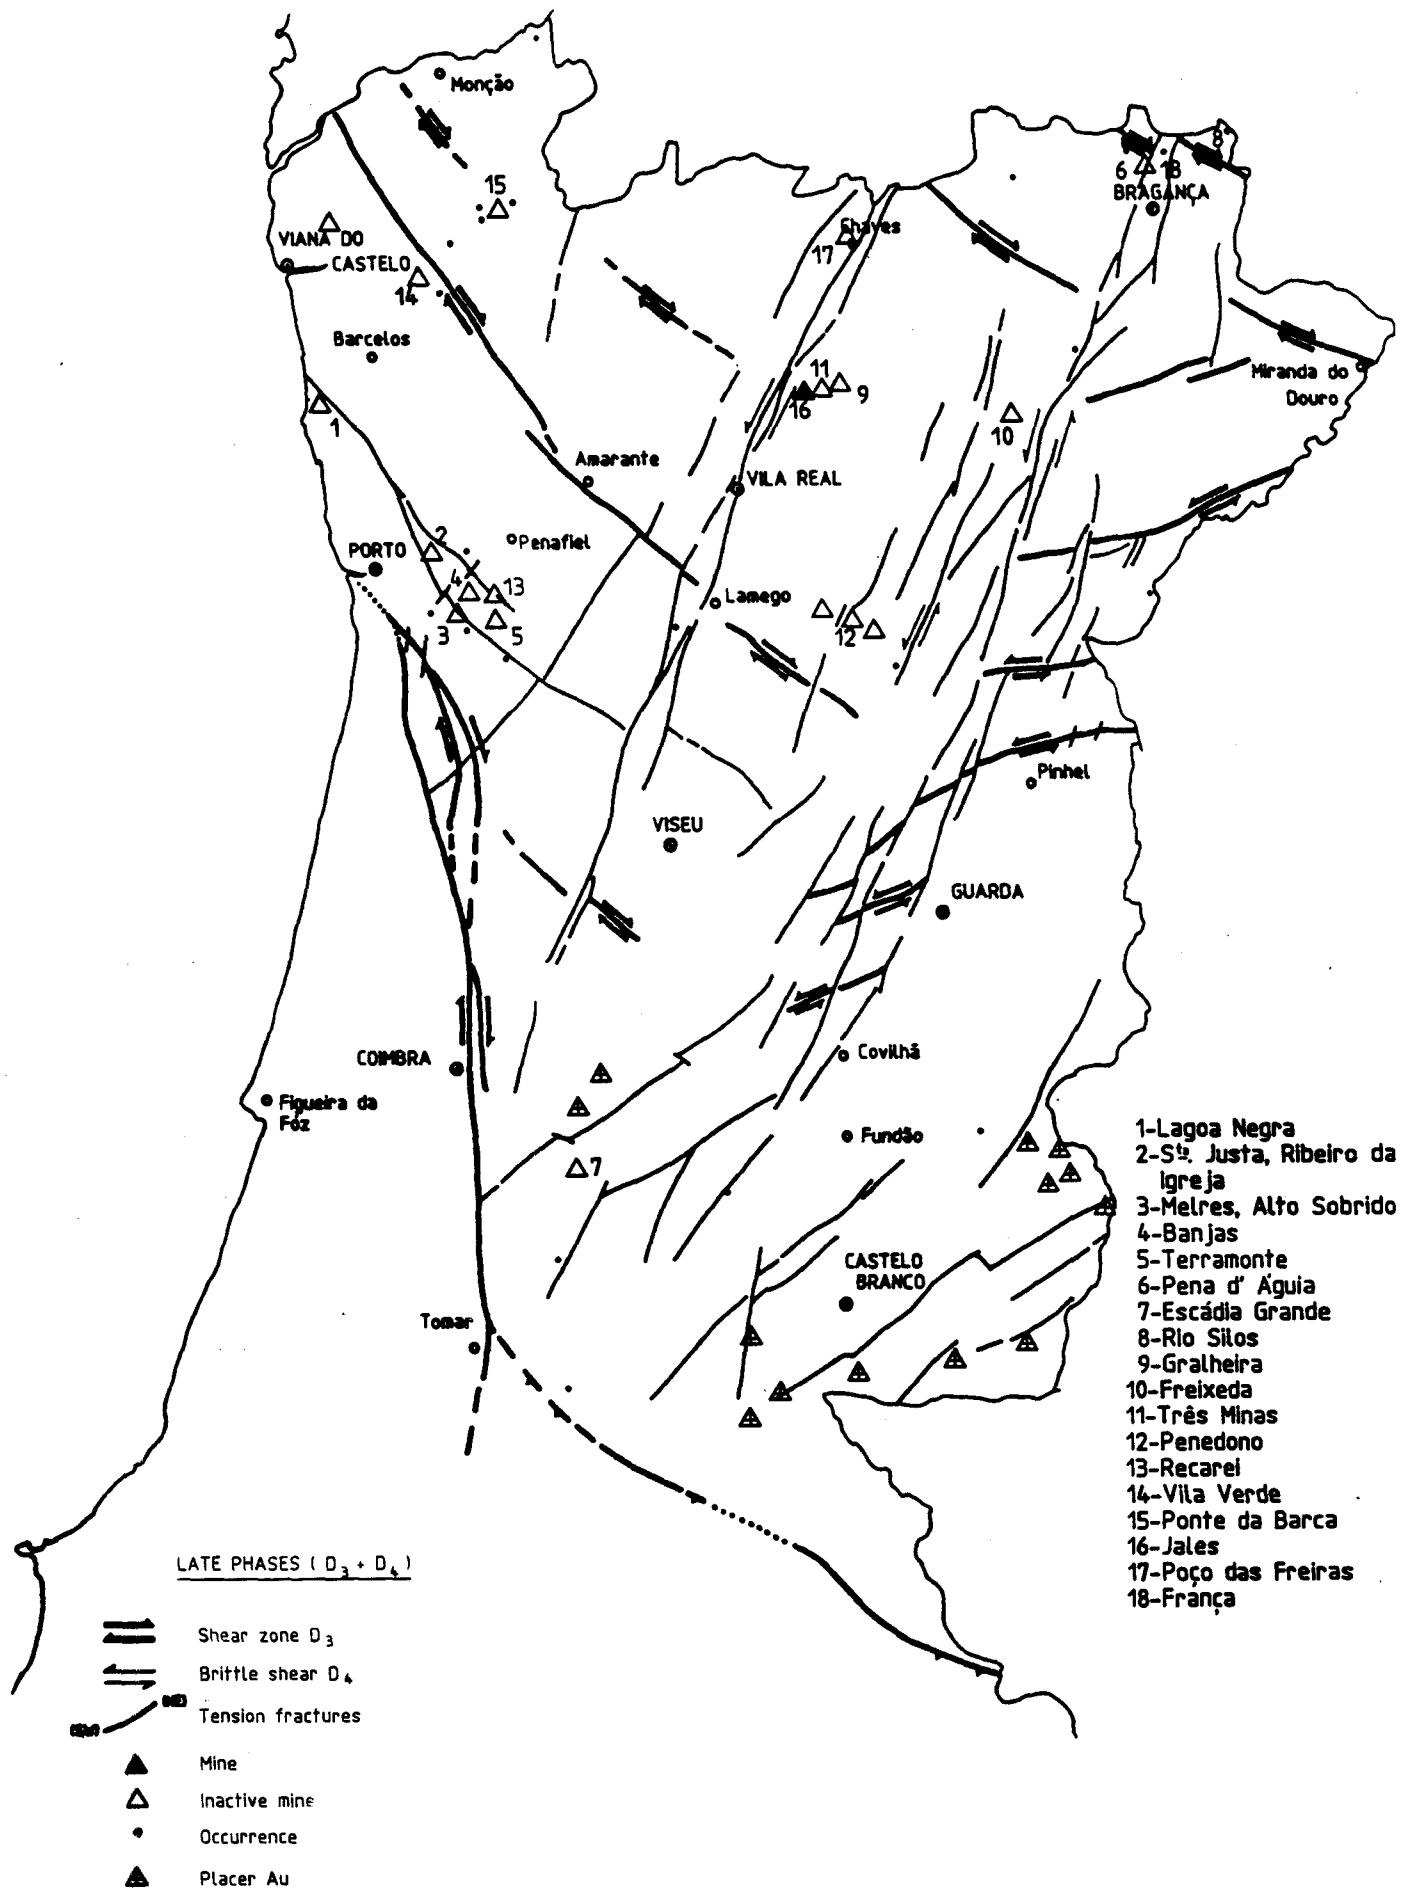 Monção
8
15
6
18
BRAGANÇA
VIANA DO
CASTELO
Chaves
17
14
Barcelos
11
9
16
Miranda do
Douro
1
10
Amarante
VILA REAL
2
Penafiel
PORTO
4
13
Lamego
3
5
12
Pinhel
VISEU
GUARDA
COIMBRA
Covilhã
Figueira da
Fóz
Fundão
7
CASTELO
BRANCO
Tomar
1-Lagoa Negra
2-Sta. Justa, Ribeiro da
Igreja
3-Melres, Alto Sobrido
4-Banjas
5-Terramonte
6-Pena d' Águia
7-Escádia Grande
8-Rio Silos
9-Gralheira
10-Freixeda
11-Três Minas
12-Penedono
13-Recarei
14-Vila Verde
15-Ponte da Barca
16-Jales
17-Poço das Freiras
18-França
LATE PHASES ( D3 + D4 )
Shear zone D3
Brittle shear D4
Tension fractures
Mine
Inactive mine
Occurrence
Placer Au